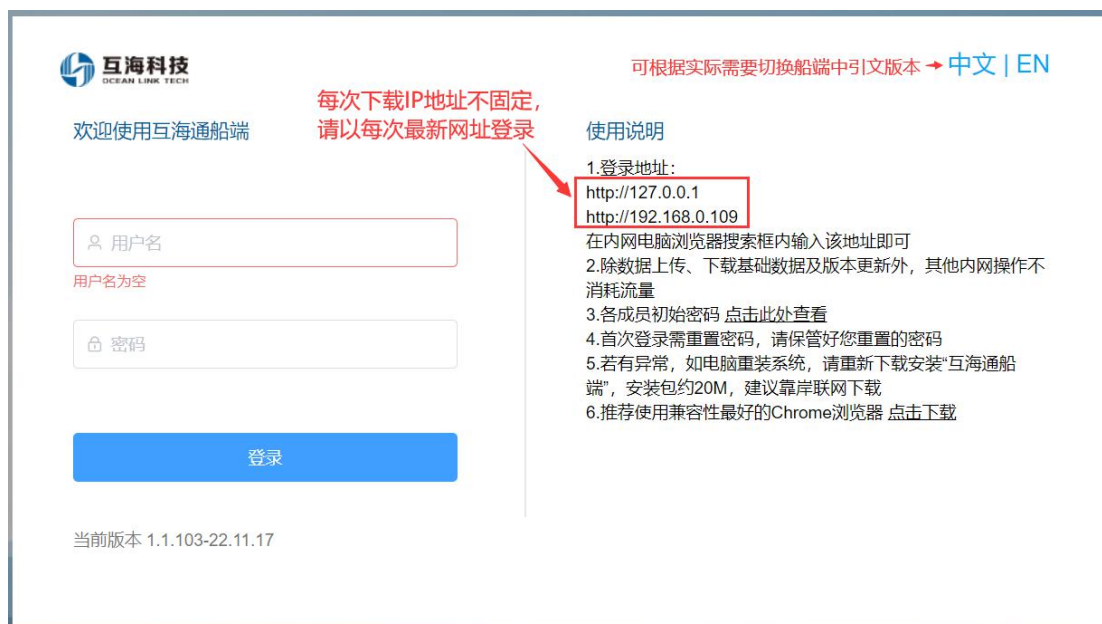 互海科技
OCEAN LINK TECH
可根据实际需要切换船端中引文版本
中文 | EN
每次下载IP地址不固定,
请以每次最新网址登录
欢迎使用互海通船端
用户名
用户名为空
密码
登录
当前版本 1.1.103-22.11.17
使用说明
1.登录地址:
http://127.0.0.1
http://192.168.0.109
在内网电脑浏览器搜索框内输入该地址即可
2.除数据上传、下载基础数据及版本更新外，其他内网操作不
消耗流量
3.各成员初始密码 点击此处查看
4.首次登录需重置密码，请保管好您重置的密码
5.若有异常，如电脑重装系统，请重新下载安装“互海通船
端”，安装包约20M，建议靠岸联网下载
6.推荐使用兼容性最好的Chrome浏览器 点击下载